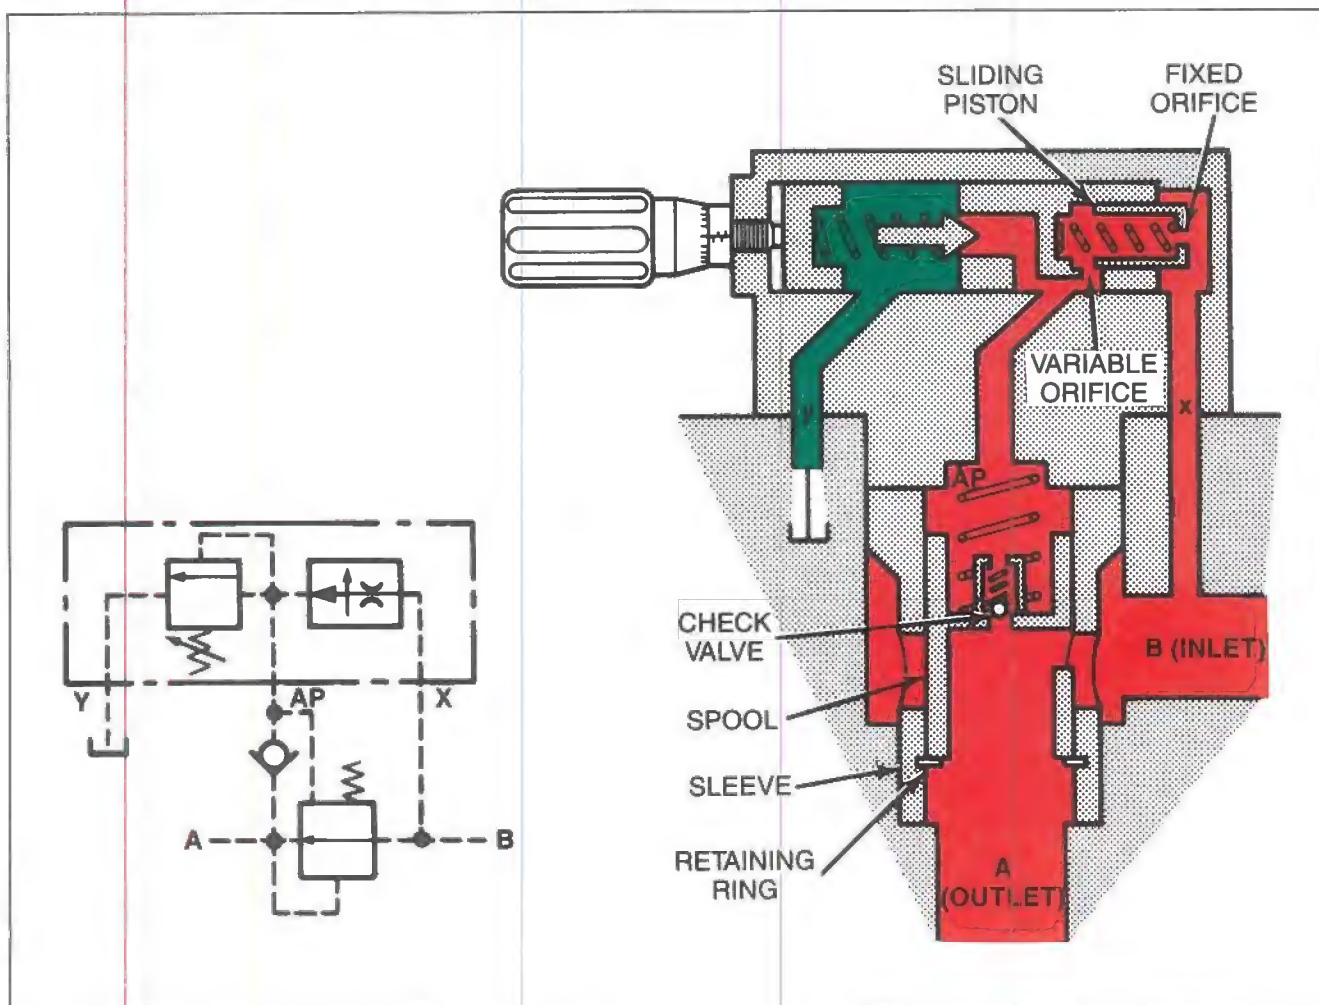 SLIDING
PISTON
FIXED
ORIFICE
VARIABLE
ORIFICE
y
x
AP
CHECK
VALVE
B (INLET)
SPOOL
SLEEVE
RETAINING
RING
A
(OUTLET)
Y
AP
X
A
B